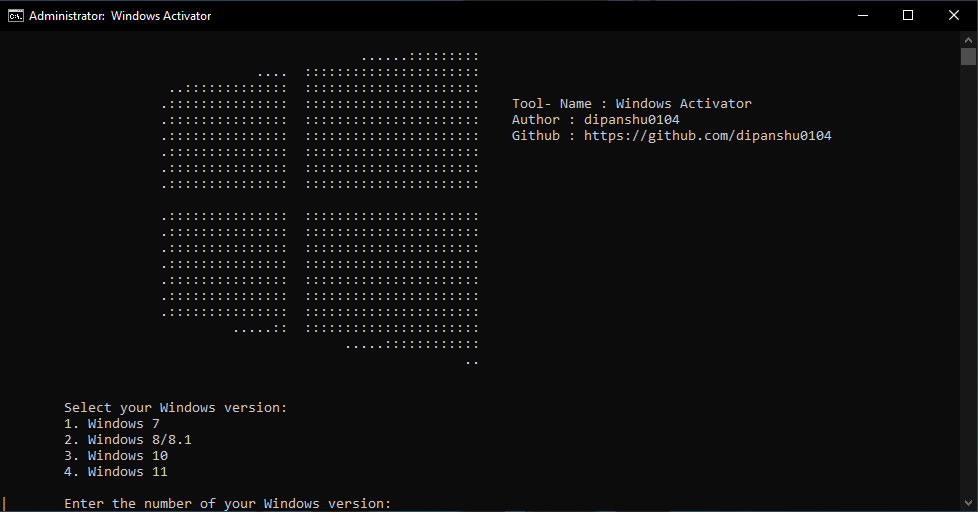 Administrator:  Windows Activator
Tool- Name : Windows Activator
Author : dipanshu0104
Github : https://github.com/dipanshu0104
Select your Windows version:
1. Windows 7
2. Windows 8/8.1
3. Windows 10
4. Windows 11
Enter the number of your Windows version: